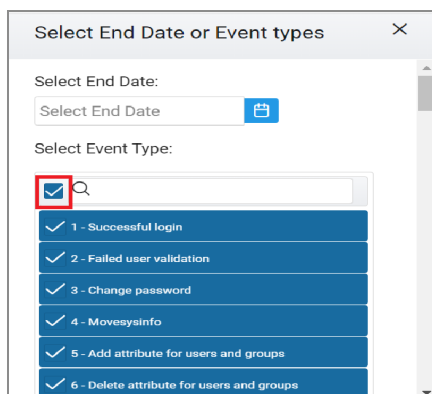 Select End Date or Event types
Select End Date:
Select End Date
Select Event Type:
1 - Successful login
2 - Failed user validation
3 - Change password
4 - Movesysinfo
5 - Add attribute for users and groups
6 - Delete attribute for users and groups